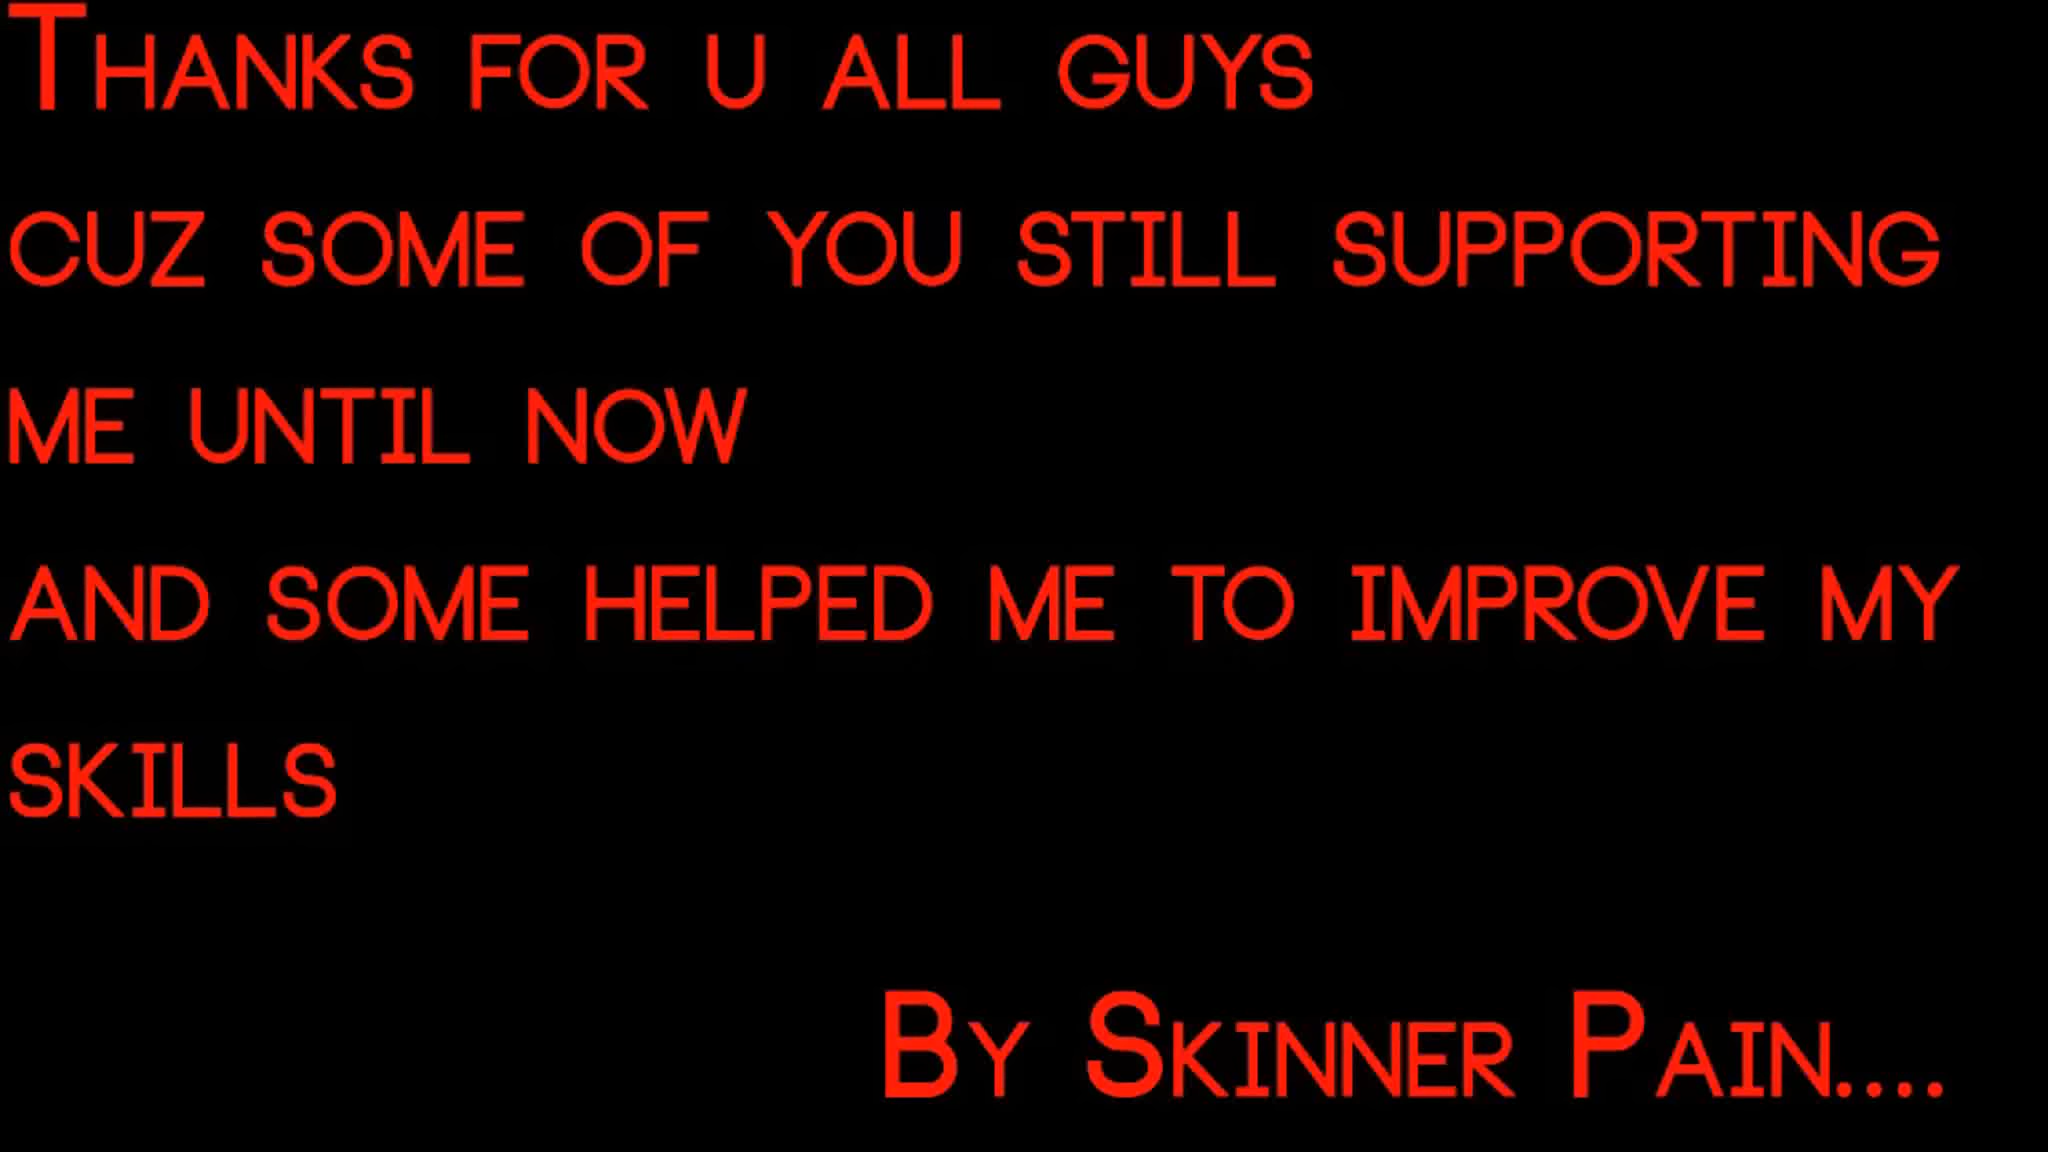 Thanks for u all guys
cuz some of you still supporting
me until now
and some helped me to improve my
skills
By Skinner Pain....